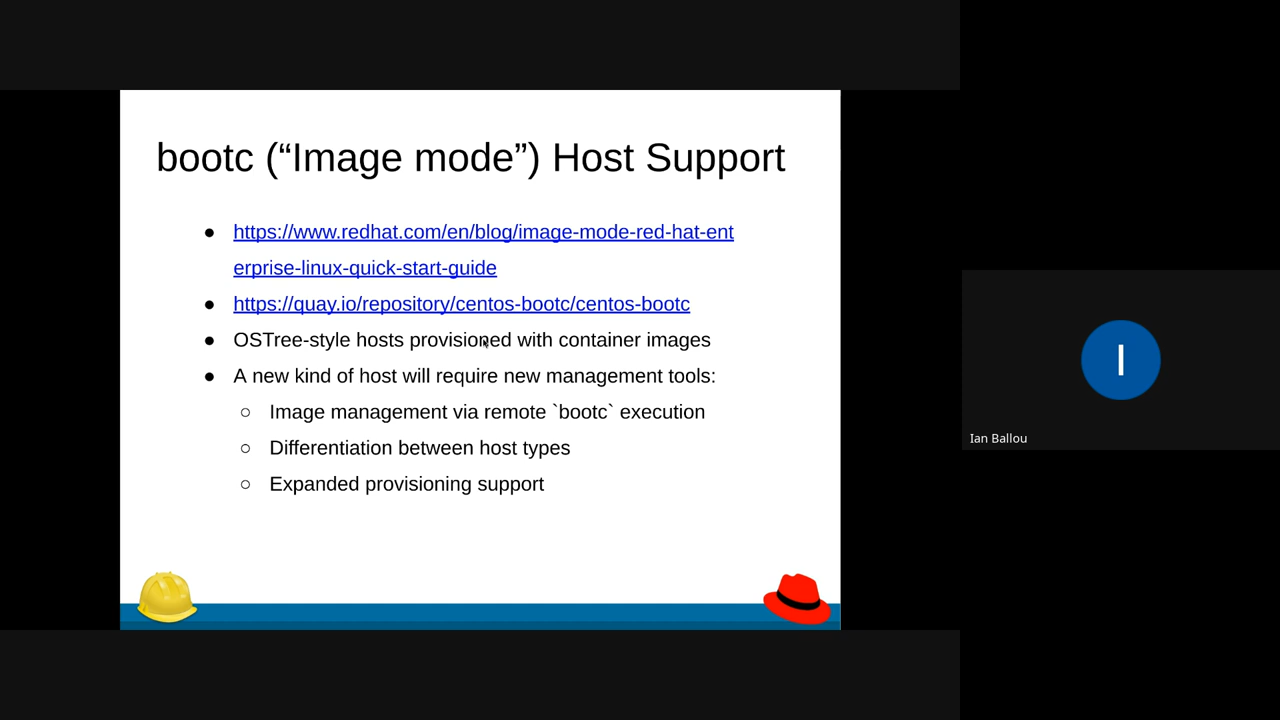 bootc (“Image mode”) Host Support
● https://www.redhat.com/en/blog/image-mode-red-hat-ent
erprise-linux-quick-start-guide
● https://quay.io/repository/centos-bootc/centos-bootc
● OSTree-style hosts provisioned with container images
● A new kind of host will require new management tools:
○ Image management via remote `bootc` execution
○ Differentiation between host types
○ Expanded provisioning support
I
Ian Ballou